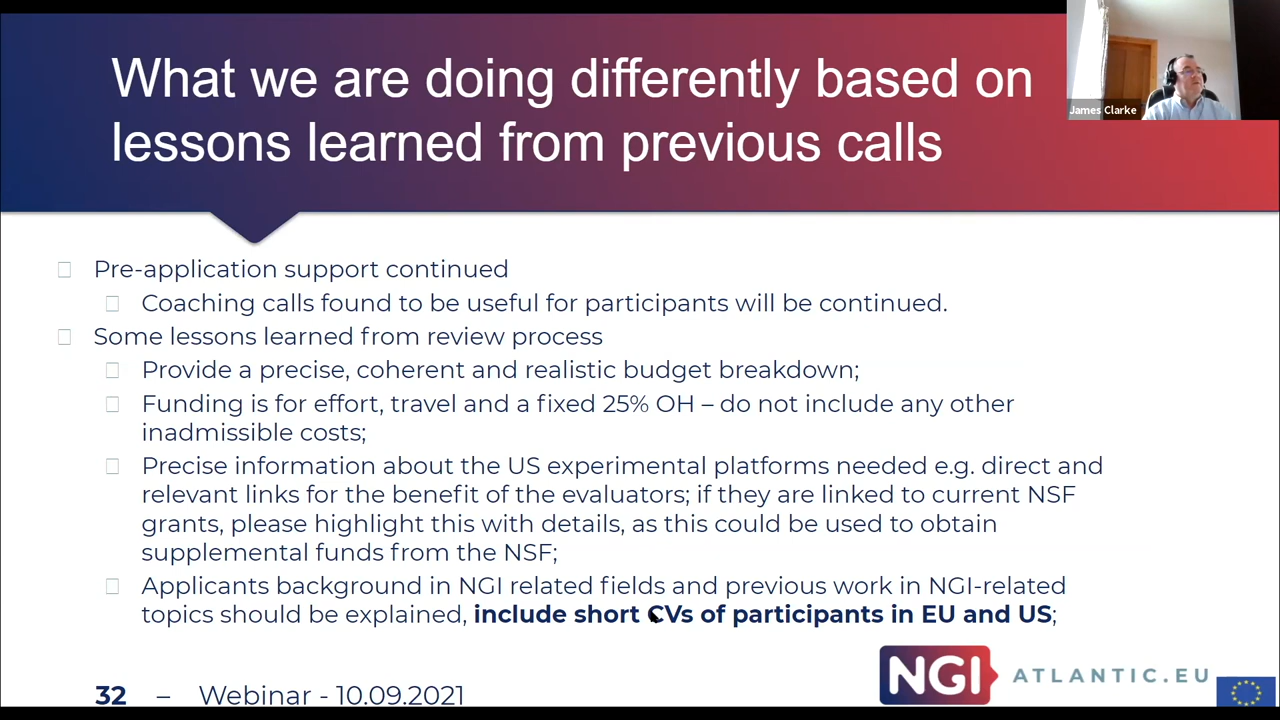 What we are doing differently based on
lessons learned from previous calls
James Clarke
Pre-application support continued
Coaching calls found to be useful for participants will be continued.
Some lessons learned from review process
Provide a precise, coherent and realistic budget breakdown;
Funding is for effort, travel and a fixed 25% OH – do not include any other
inadmissible costs;
Precise information about the US experimental platforms needed e.g. direct and
relevant links for the benefit of the evaluators; if they are linked to current NSF
grants, please highlight this with details, as this could be used to obtain
supplemental funds from the NSF;
Applicants background in NGI related fields and previous work in NGI-related
topics should be explained, include short CVs of participants in EU and US;
NGI ATLANTIC.EU
32 – Webinar - 10.09.2021